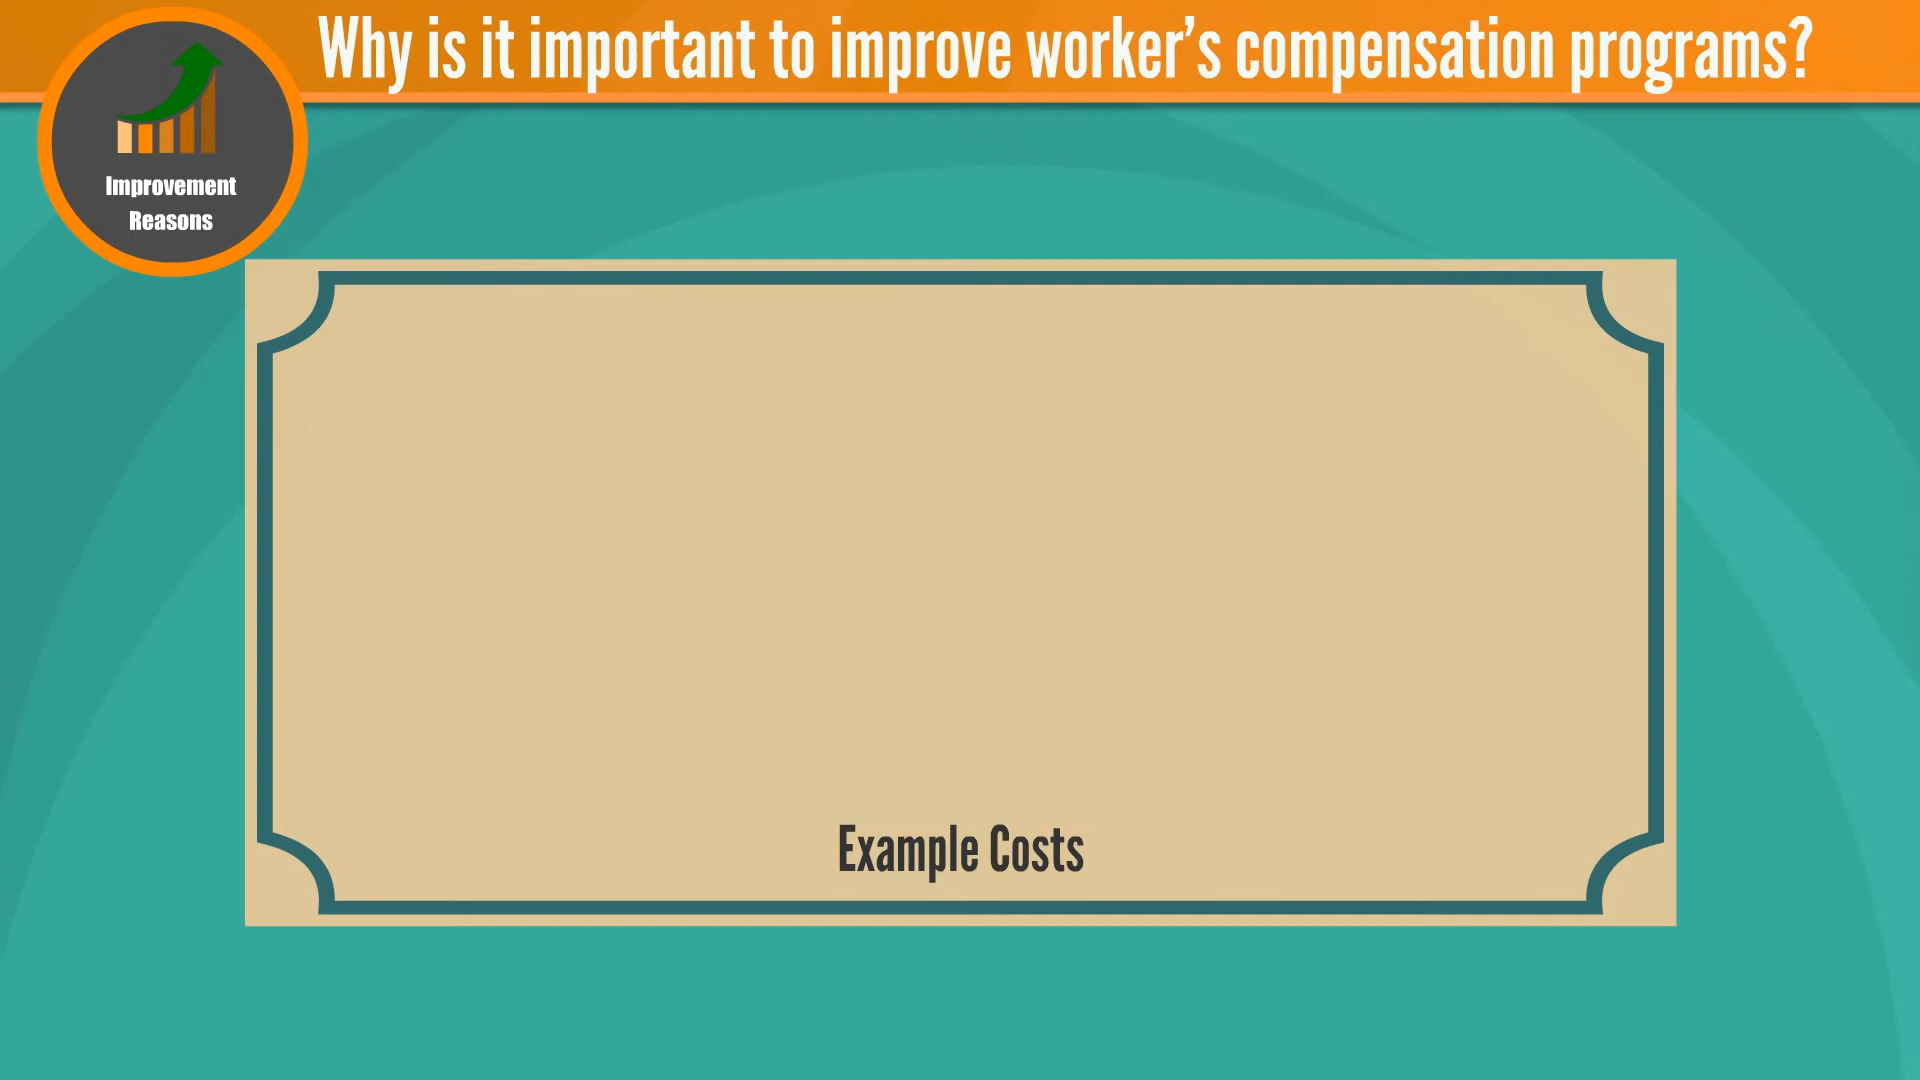 Why is it important to improve worker’s compensation programs?
Improvement
Reasons
Example Costs